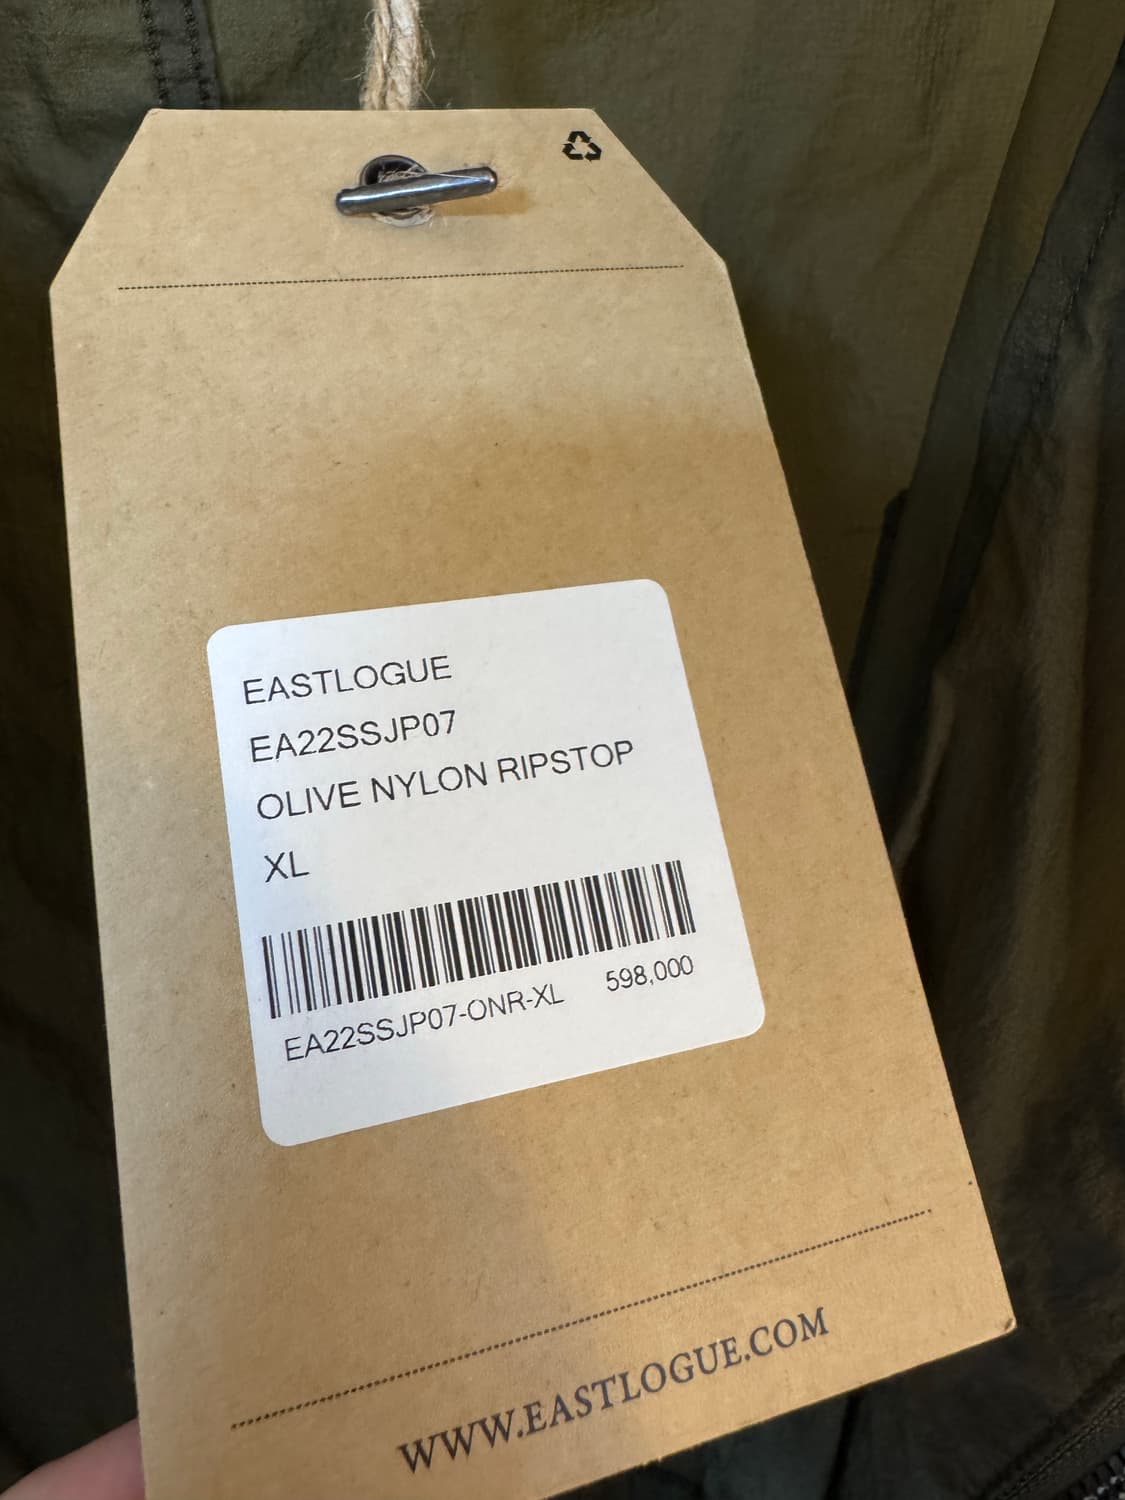 EASTLOGUE
EA22SSJP07
OLIVE NYLON RIPSTOP
XL
EA22SSJP07-ONR-XL 598,000
WWW.EASTLOGUE.COM